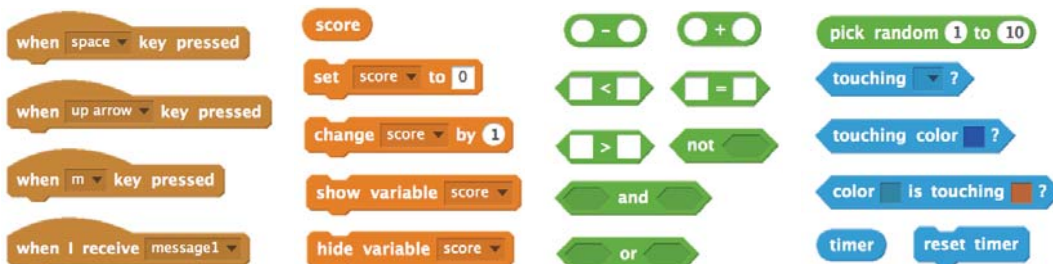 when space key pressed
when up arrow key pressed
when m key pressed
when I receive message1
score
set score to 0
change score by 1
show variable score
hide variable score
- +
< =
> not
and
or
pick random 1 to 10
touching ?
touching color ?
color is touching ?
timer reset timer